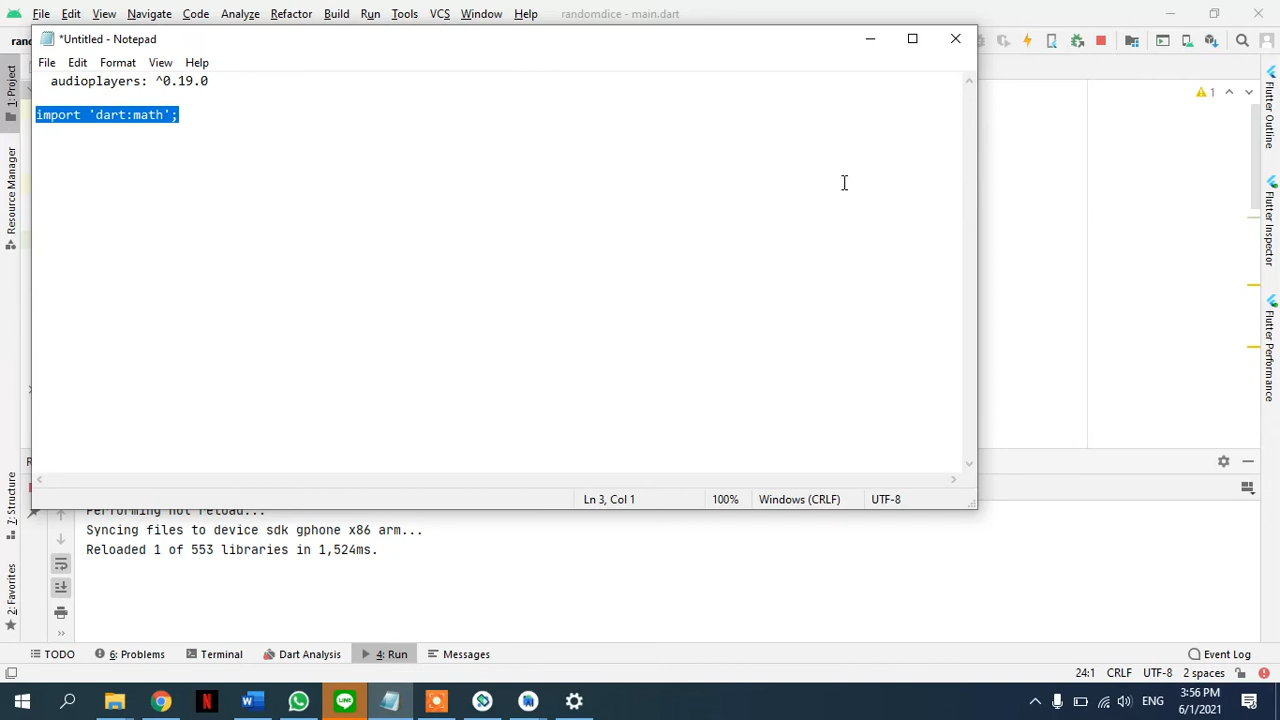 File Edit View Navigate Code Analyze Refactor Build Run Tools VCS Window Help randomdice - main.dart
*Untitled - Notepad
File Edit Format View Help
audioplayers: ^0.19.0
import 'dart:math';
Ln 3, Col 1 100% Windows (CRLF) UTF-8
1: Project
Resource Manager
7: Structure
2: Favorites
1
Flutter Outline
Flutter Inspector
Flutter Performance
Syncing files to device sdk gphone x86 arm...
Reloaded 1 of 553 libraries in 1,524ms.
TODO 6: Problems Terminal Dart Analysis 4: Run Messages Event Log
24:1 CRLF UTF-8 2 spaces
ENG 3:56 PM
6/1/2021